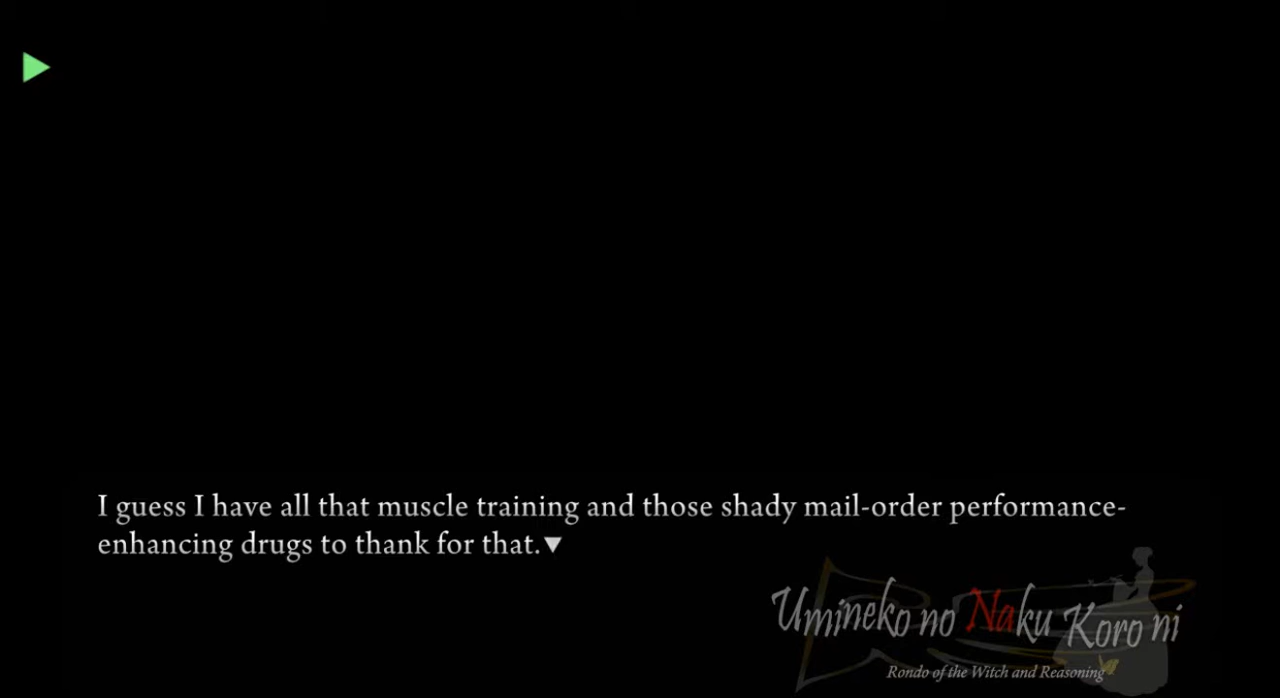 I guess I have all that muscle training and those shady mail-order performance-
enhancing drugs to thank for that.
Umineko no Naku Koro ni
Rondo of the Witch and Reasoning